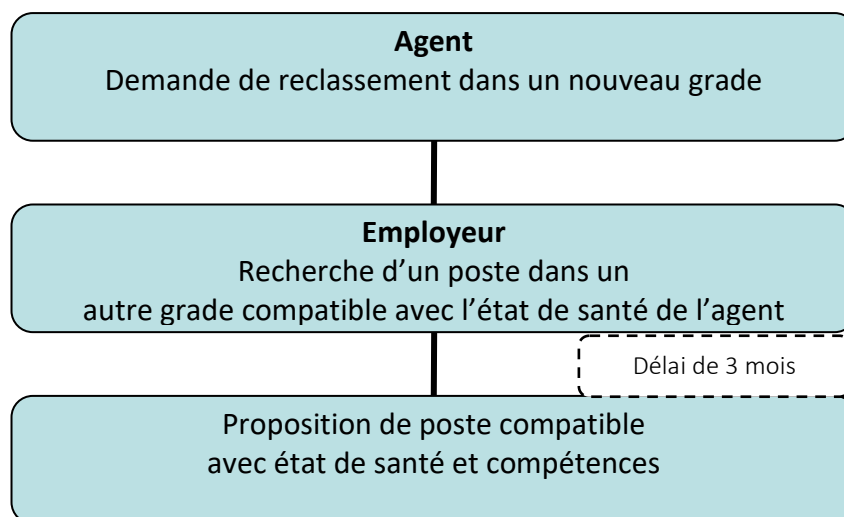 Agent
Demande de reclassement dans un nouveau grade
Employeur
Recherche d’un poste dans un
autre grade compatible avec l’état de santé de l’agent
Délai de 3 mois
Proposition de poste compatible
avec état de santé et compétences